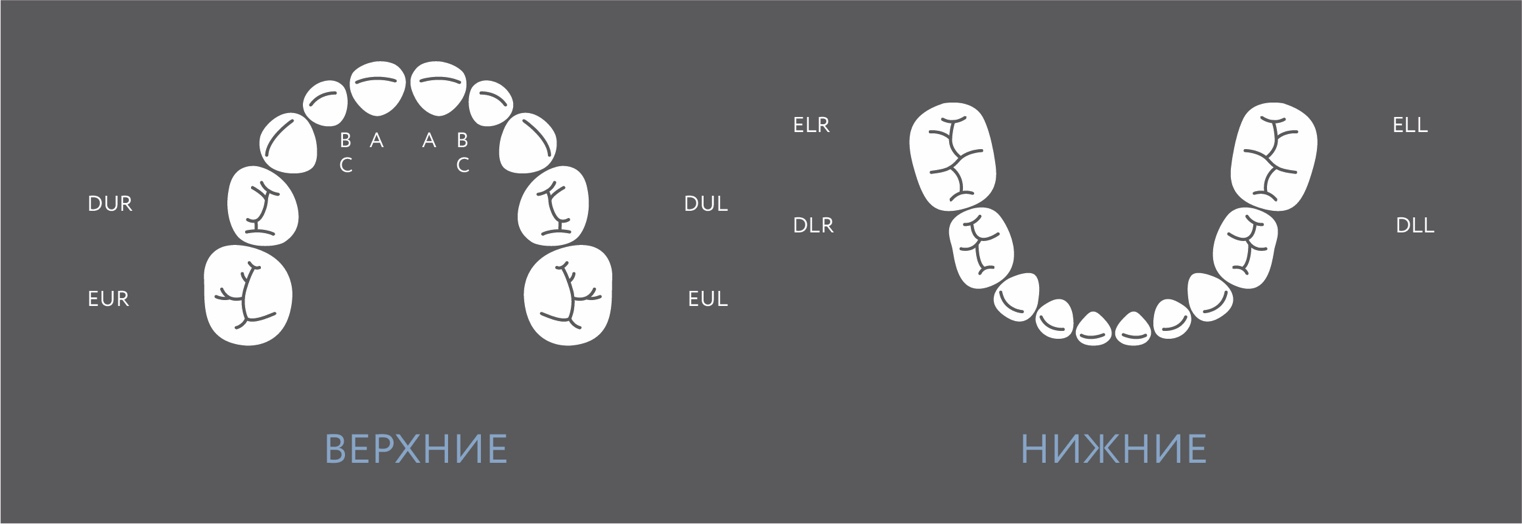 B A A B
C C
DUR DUL
EUR EUL
ВЕРХНИЕ
ELR ELL
DLR DLL
НИЖНИЕ